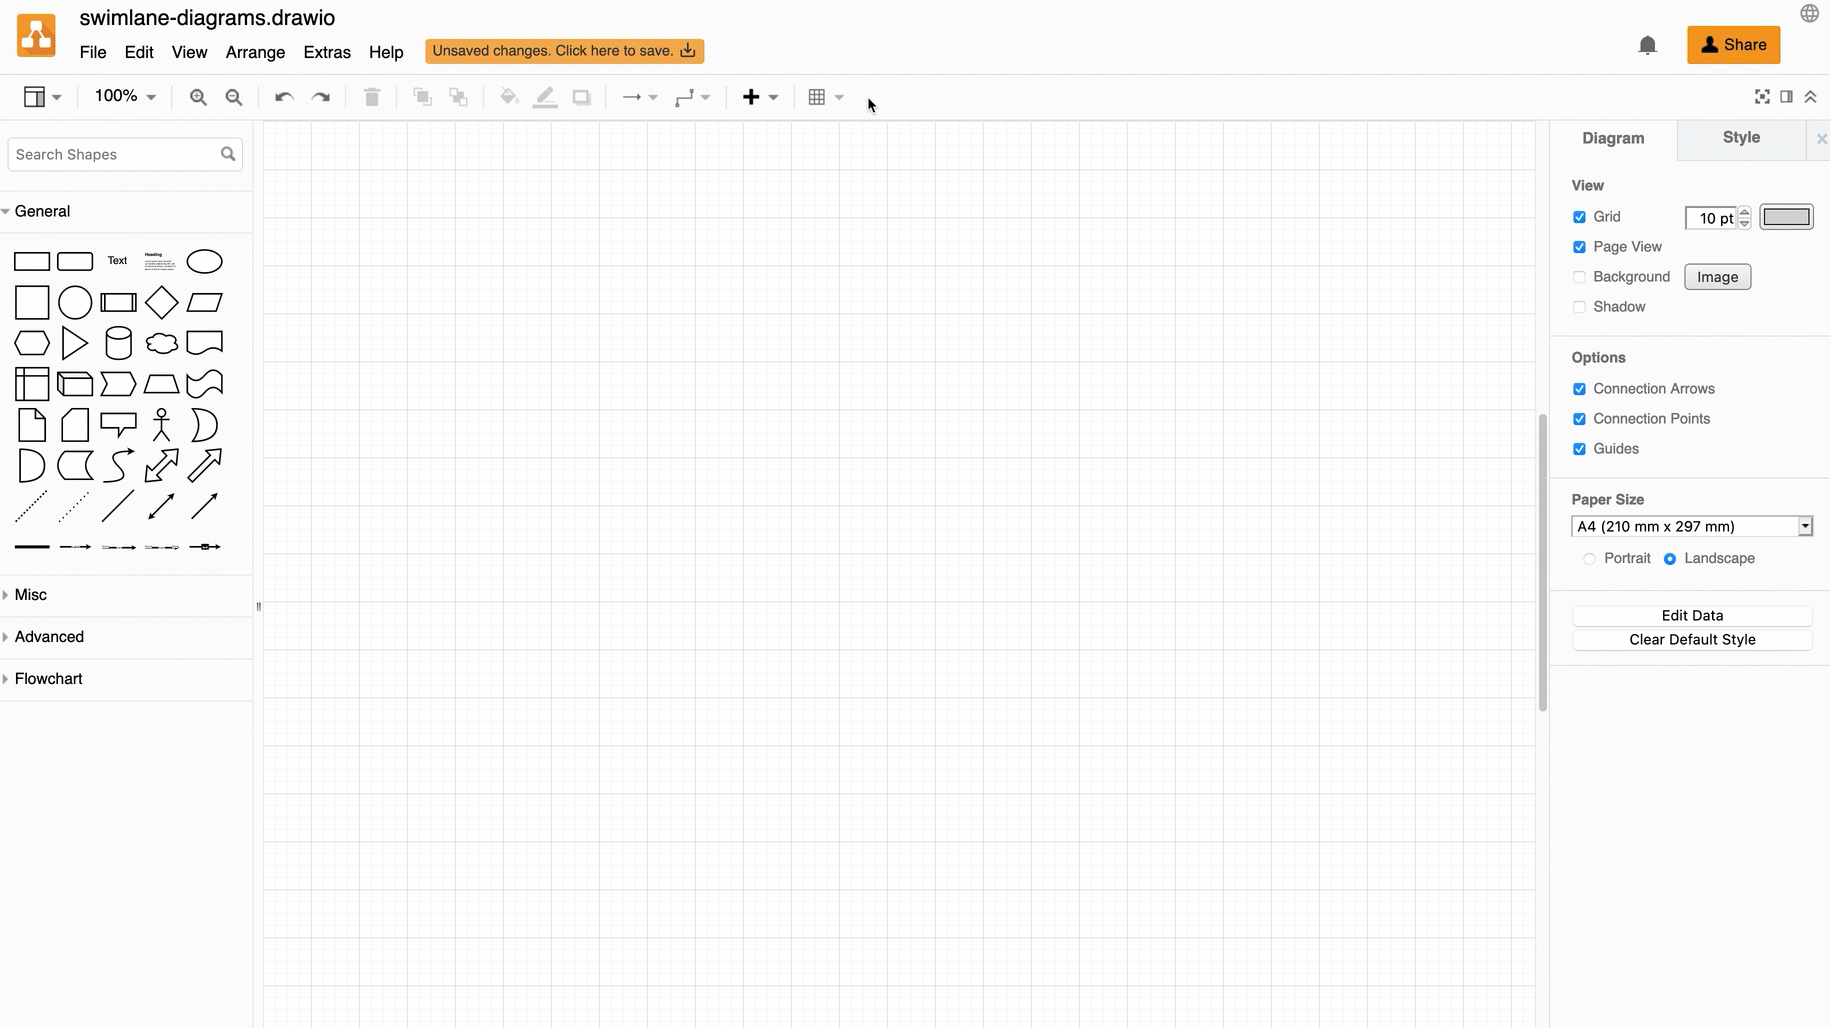 swimlane-diagrams.drawio
File Edit View Arrange Extras Help Unsaved changes. Click here to save.
Share
100%
Search Shapes
General
Text
Heading
Misc
Advanced
Flowchart
Diagram Style
View
Grid 10 pt
Page View
Background Image
Shadow
Options
Connection Arrows
Connection Points
Guides
Paper Size
A4 (210 mm x 297 mm)
Portrait Landscape
Edit Data
Clear Default Style